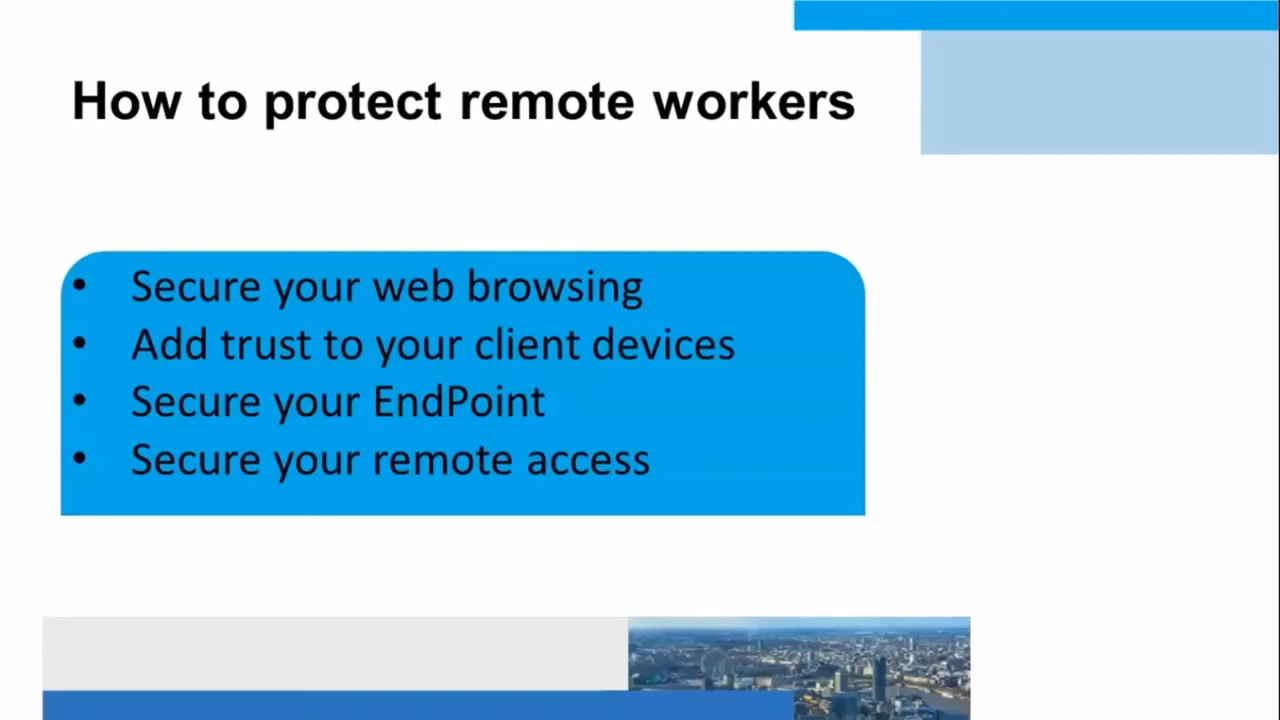 How to protect remote workers
• Secure your web browsing
• Add trust to your client devices
• Secure your EndPoint
• Secure your remote access